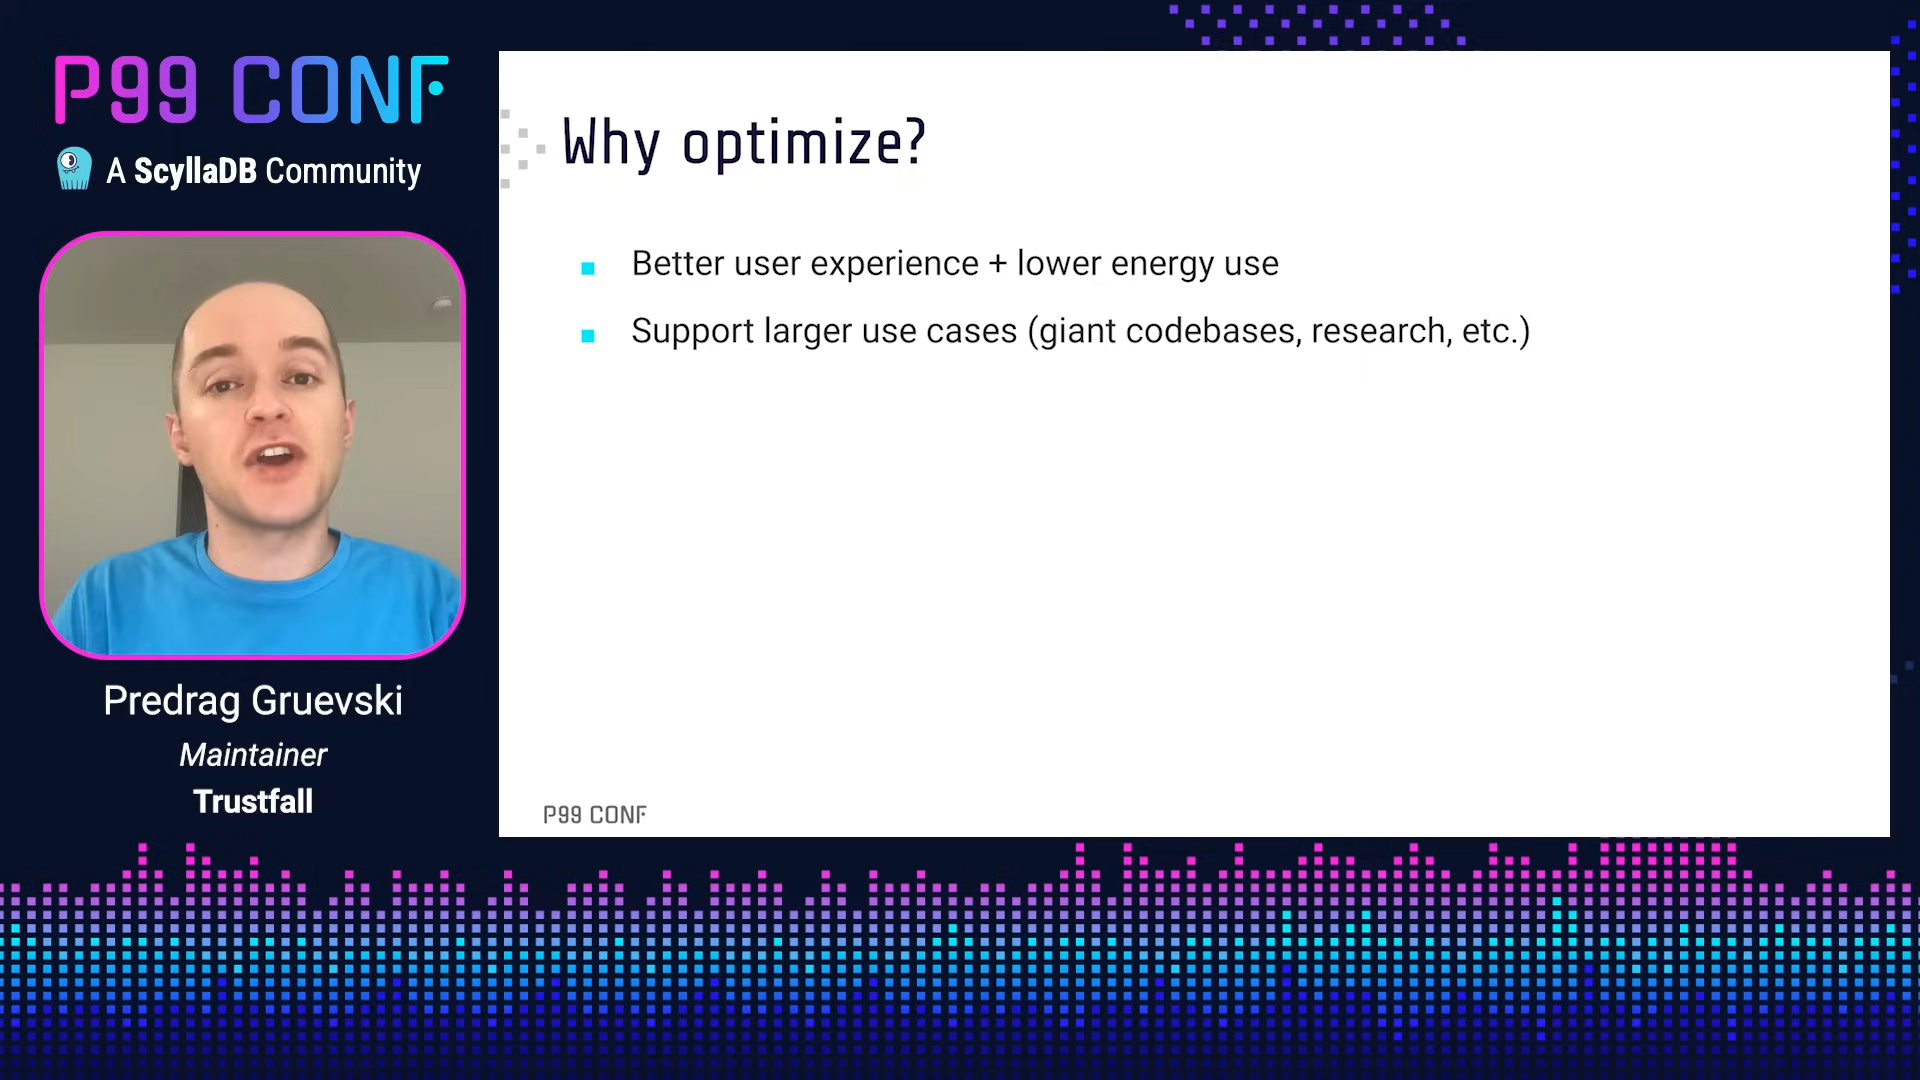 P99 CONF
A ScyllaDB Community
Predrag Gruevski
Maintainer
Trustfall
Why optimize?
Better user experience + lower energy use
Support larger use cases (giant codebases, research, etc.)
P99 CONF